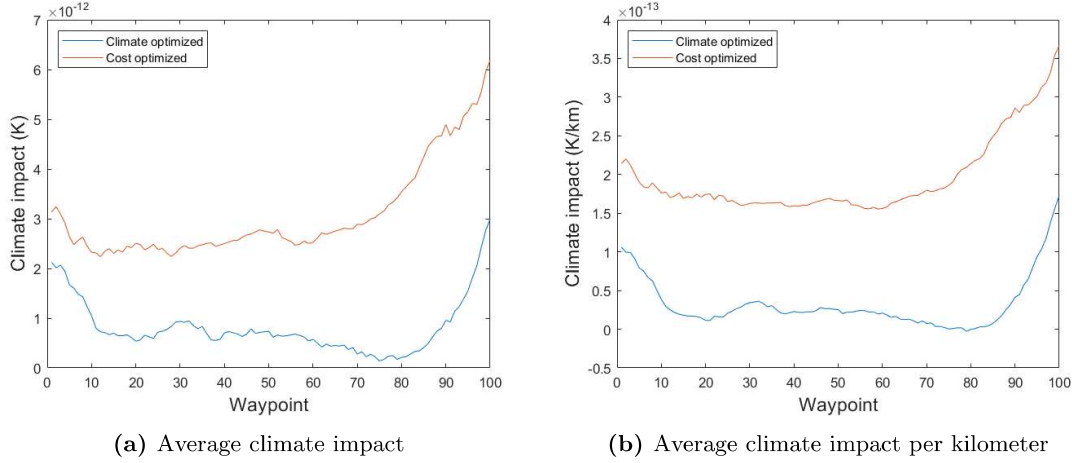 ×10⁻¹²
7
6
5
4
3
2
1
0
Climate impact (K)
Climate optimized
Cost optimized
0 10 20 30 40 50 60 70 80 90 100
Waypoint
(a) Average climate impact
×10⁻¹³
4
3.5
3
2.5
2
1.5
1
0.5
0
-0.5
Climate impact (K/km)
Climate optimized
Cost optimized
0 10 20 30 40 50 60 70 80 90 100
Waypoint
(b) Average climate impact per kilometer